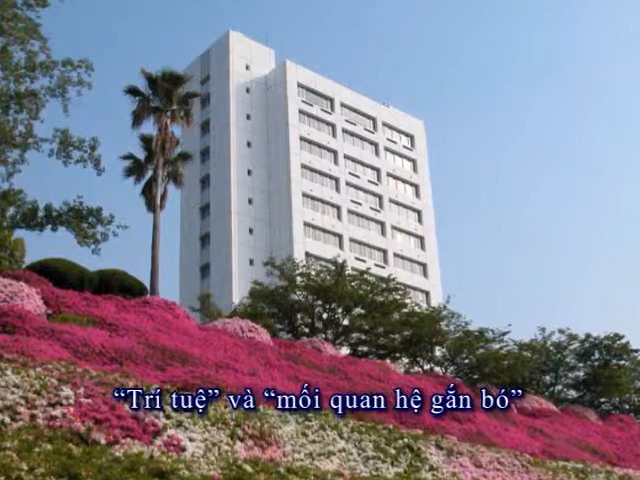 “Trí tuệ” và “mối quan hệ gắn bó”